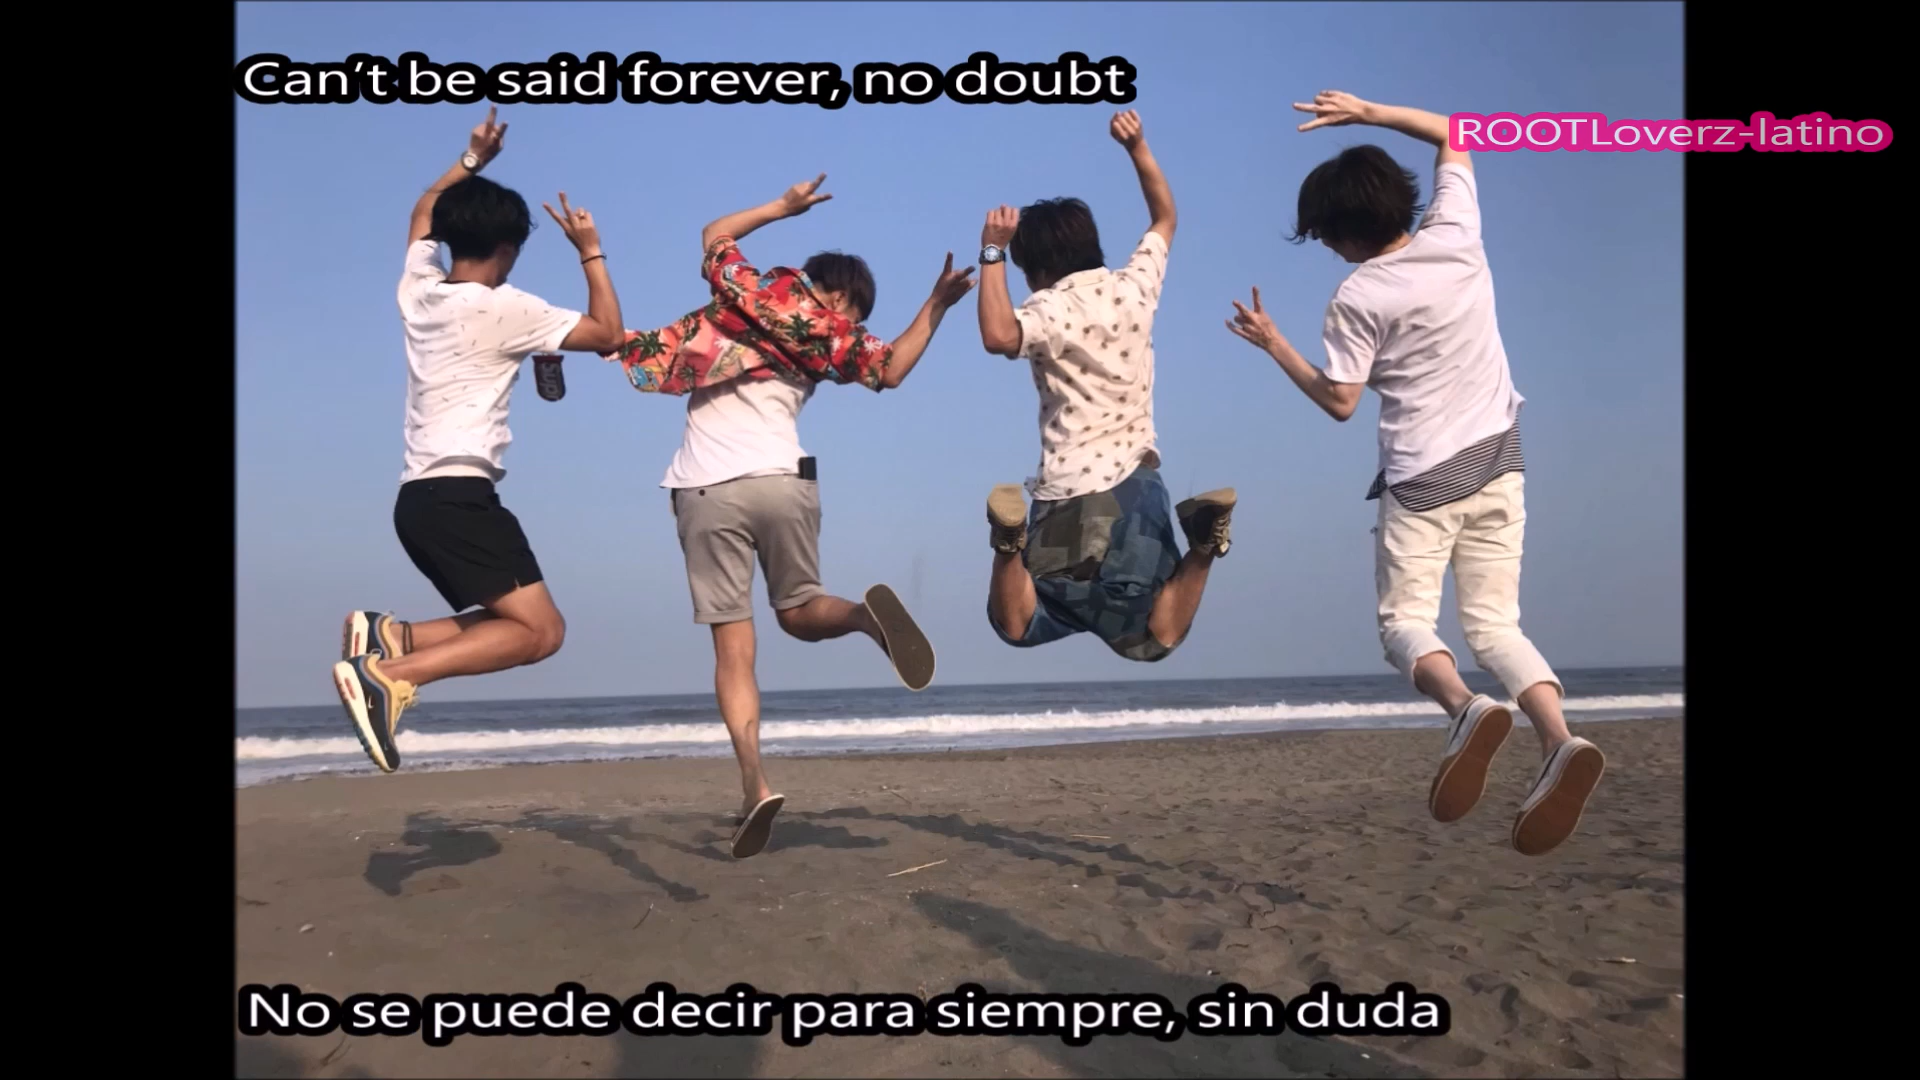 Can't be said forever, no doubt
ROOTLoverz-latino
No se puede decir para siempre, sin duda